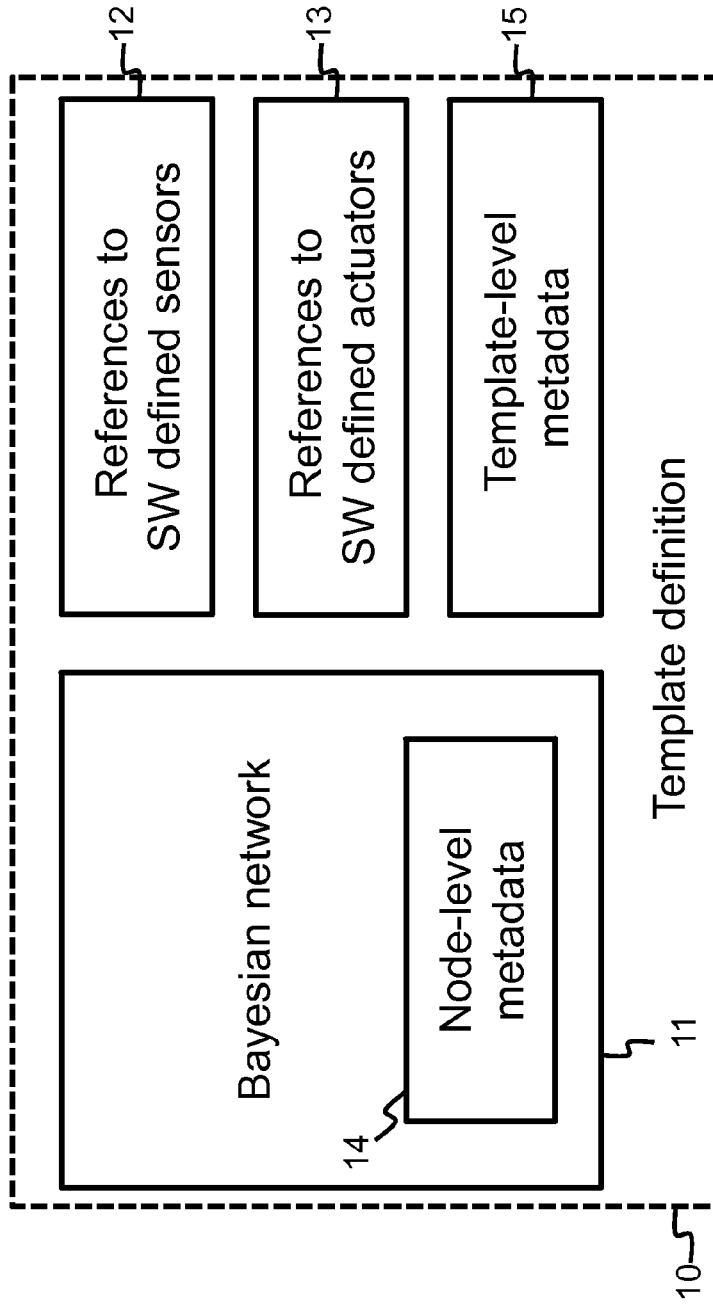 Bayesian network
Node-level
metadata
14
11
References to
SW defined sensors
12
References to
SW defined actuators
13
Template-level
metadata
15
Template definition
10